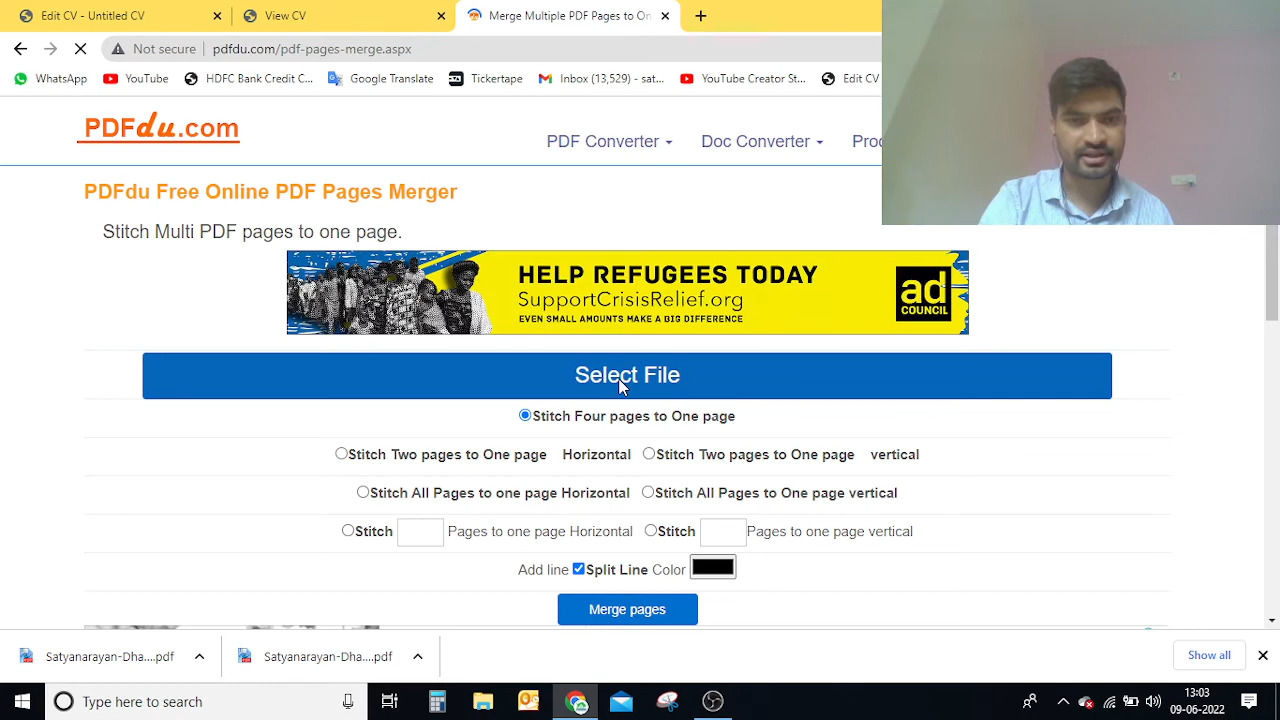 Edit CV - Untitled CV
View CV
Merge Multiple PDF Pages to On
Not secure
pdfdu.com/pdf-pages-merge.aspx
WhatsApp
YouTube
HDFC Bank Credit C...
Google Translate
Tickertape
Inbox (13,529) - sat...
YouTube Creator St...
Edit CV
PDFdu.com
PDF Converter
Doc Converter
Proc
PDFdu Free Online PDF Pages Merger
Stitch Multi PDF pages to one page.
HELP REFUGEES TODAY
SupportCrisisRelief.org
EVEN SMALL AMOUNTS MAKE A BIG DIFFERENCE
ad
COUNCIL
Select File
Stitch Four pages to One page
Stitch Two pages to One page Horizontal
Stitch Two pages to One page vertical
Stitch All Pages to one page Horizontal
Stitch All Pages to One page vertical
Stitch Pages to one page Horizontal
Stitch Pages to one page vertical
Add line Split Line Color
Merge pages
Satyanarayan-Dha....pdf
Satyanarayan-Dha....pdf
Show all
Type here to search
13:03
09-06-2022